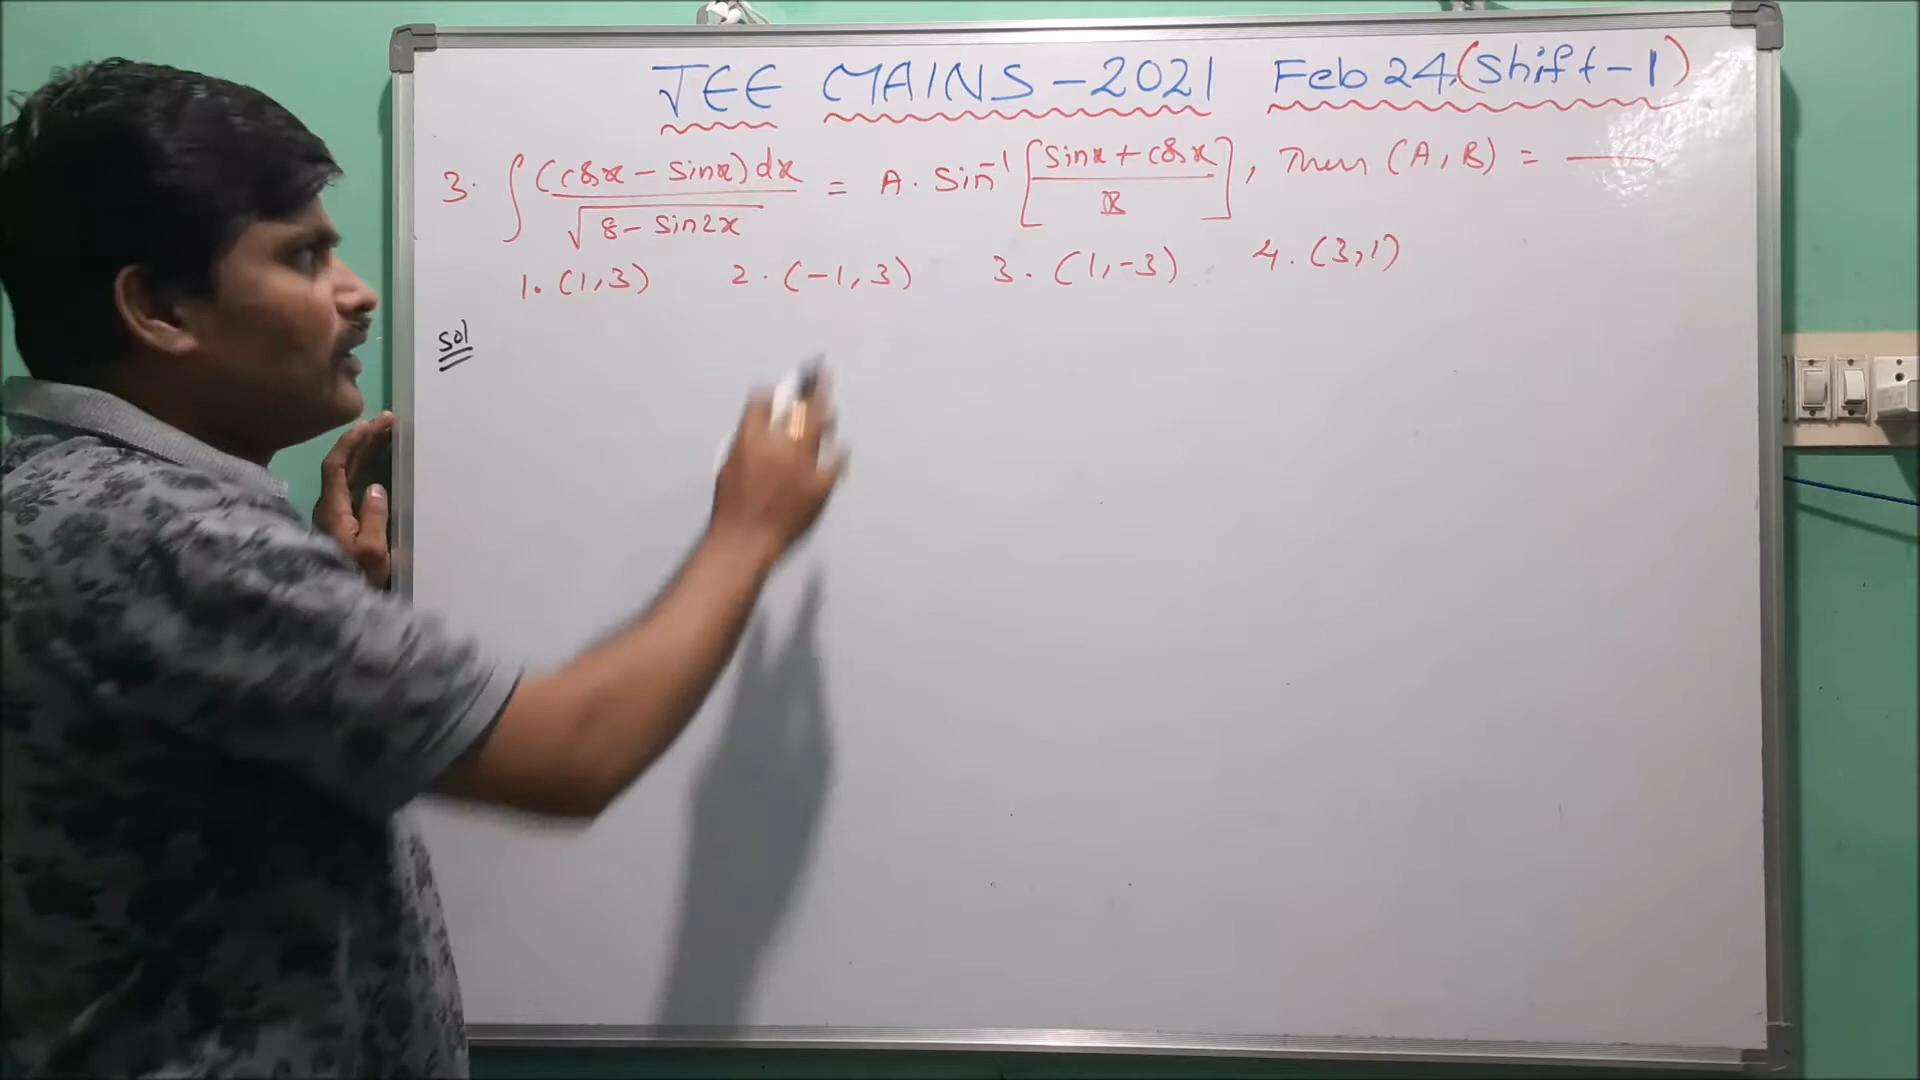 JEE MAINS-2021 Feb 24 (Shift-1)
3. ∫ (cosx - sinx)dx / √(8 - sin2x) = A. Sin⁻¹ [(sinx + cosx) / B], Then (A, B) = ___
1. (1,3) 2. (-1, 3) 3. (1,-3) 4. (3,1)
Sol